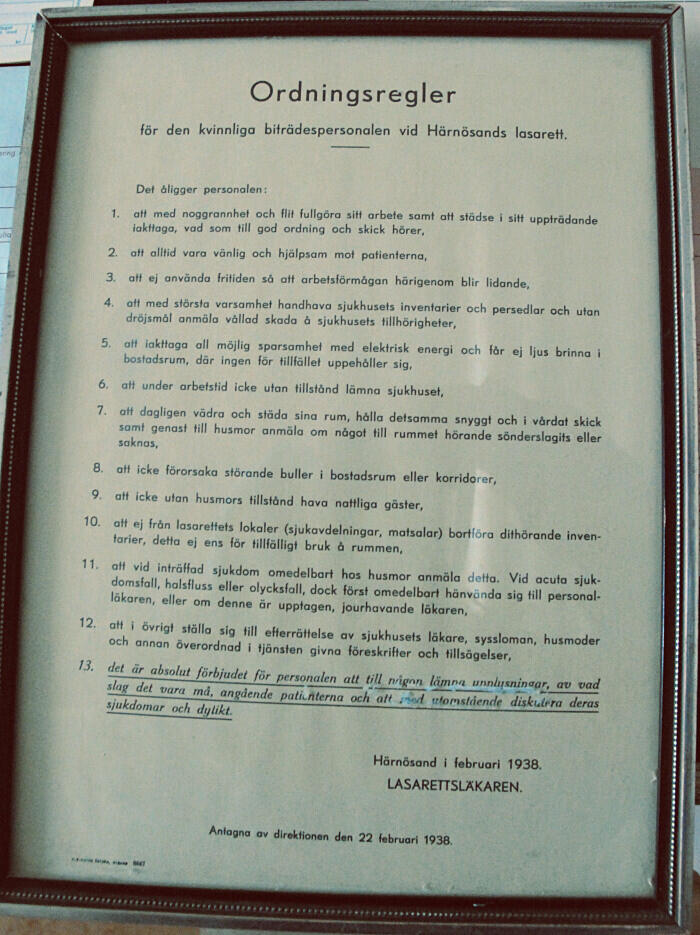 Ordningsregler
för den kvinnliga biträdespersonalen vid Härnösands lasarett.
Det åligger personalen:
1. att med noggrannhet och flit fullgöra sitt arbete samt att städse i sitt uppträdande
iakttaga, vad som till god ordning och skick hörer,
2. att alltid vara vänlig och hjälpsam mot patienterna,
3. att ej använda fritiden så att arbetsförmågan härigenom blir lidande,
4. att med största varsamhet handhava sjukhusets inventarier och persedlar och utan
dröjsmål anmäla vållad skada å sjukhusets tillhörigheter,
5. att iakttaga all möjlig sparsamhet med elektrisk energi och får ej ljus brinna i
bostadsrum, där ingen för tillfället uppehåller sig,
6. att under arbetstid icke utan tillstånd lämna sjukhuset,
7. att dagligen vädra och städa sina rum, hålla detsamma snyggt och i vårdat skick
samt genast till husmor anmäla om något till rummet hörande sönderslagits eller
saknas,
8. att icke förorsaka störande buller i bostadsrum eller korridorer,
9. att icke utan husmors tillstånd hava nattliga gäster,
10. att ej från lasarettets lokaler (sjukavdelningar, matsalar) bortföra dithörande inven-
tarier, detta ej ens för tillfälligt bruk å rummen,
11. att vid inträffad sjukdom omedelbart hos husmor anmäla detta. Vid acuta sjuk-
domsfall, halsfluss eller olycksfall, dock först omedelbart hänvända sig till personal-
läkaren, eller om denne är upptagen, jourhavande läkaren,
12. att i övrigt ställa sig till efterrättelse av sjukhusets läkare, syssloman, husmoder
och annan överordnad i tjänsten givna föreskrifter och tillsägelser,
13. det är absolut förbjudet för personalen att till någon lämna upplysningar, av vad
slag det vara må, angående patienterna och att med utomstående diskutera deras
sjukdomar och dylikt.
Härnösand i februari 1938.
LASARETTSLÄKAREN.
Antagna av direktionen den 22 februari 1938.